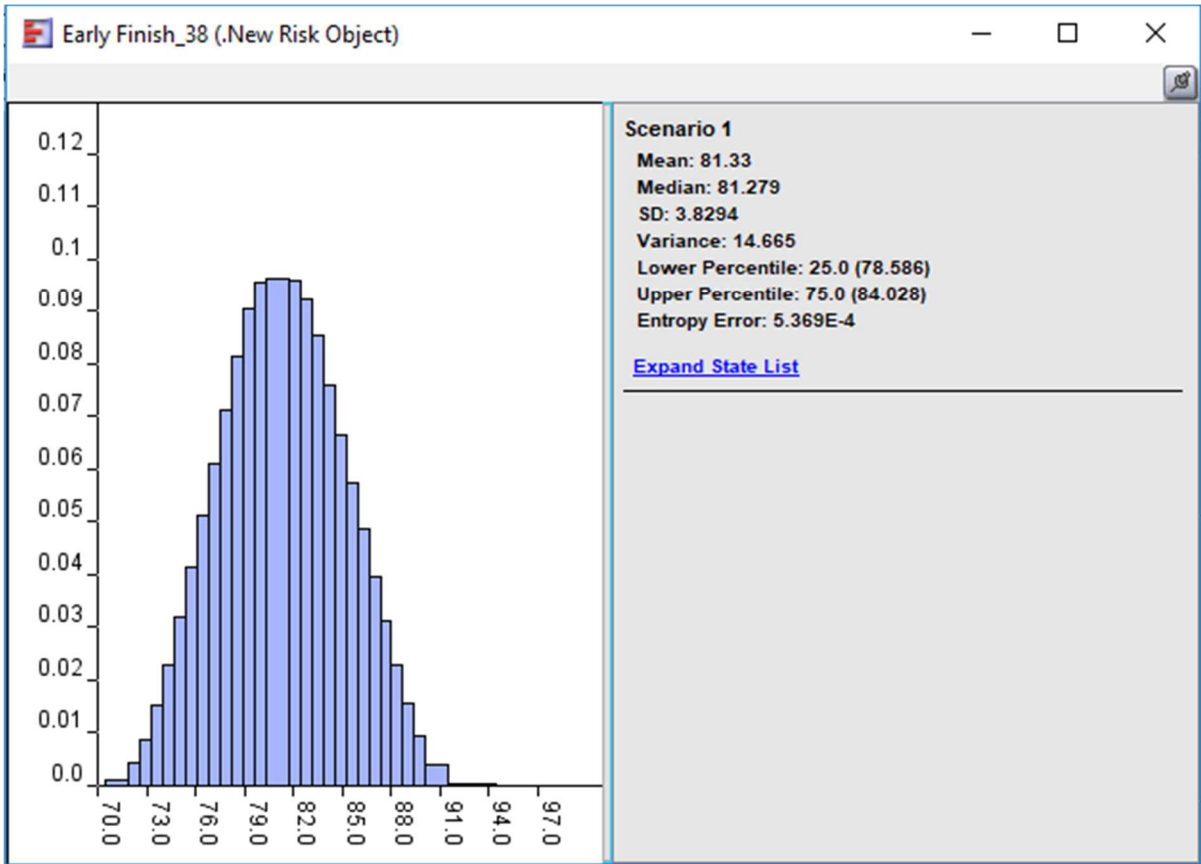 Early Finish_38 (.New Risk Object)
0.12
0.11
0.1
0.09
0.08
0.07
0.06
0.05
0.04
0.03
0.02
0.01
0.0
70.0
73.0
76.0
79.0
82.0
85.0
88.0
91.0
94.0
97.0
Scenario 1
Mean: 81.33
Median: 81.279
SD: 3.8294
Variance: 14.665
Lower Percentile: 25.0 (78.586)
Upper Percentile: 75.0 (84.028)
Entropy Error: 5.369E-4
Expand State List